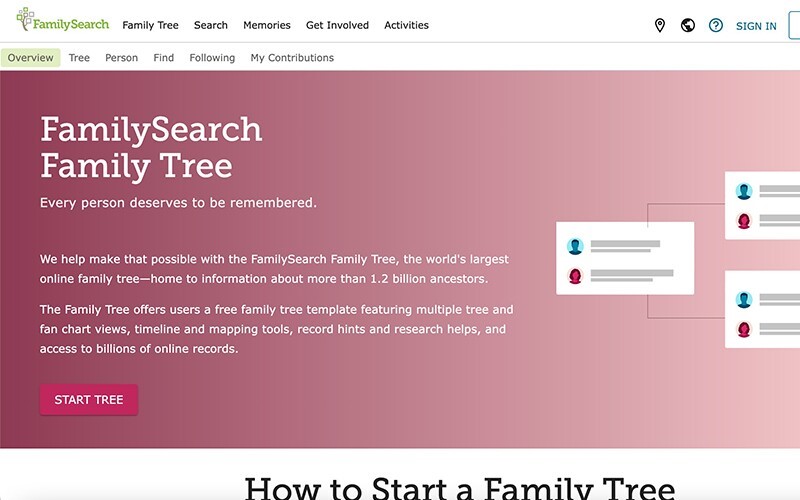 FamilySearch
Family Tree Search Memories Get Involved Activities
SIGN IN
Overview Tree Person Find Following My Contributions
FamilySearch
Family Tree
Every person deserves to be remembered.
We help make that possible with the FamilySearch Family Tree, the world's largest
online family tree—home to information about more than 1.2 billion ancestors.
The Family Tree offers users a free family tree template featuring multiple tree and
fan chart views, timeline and mapping tools, record hints and research helps, and
access to billions of online records.
START TREE
How to Start a Family Tree